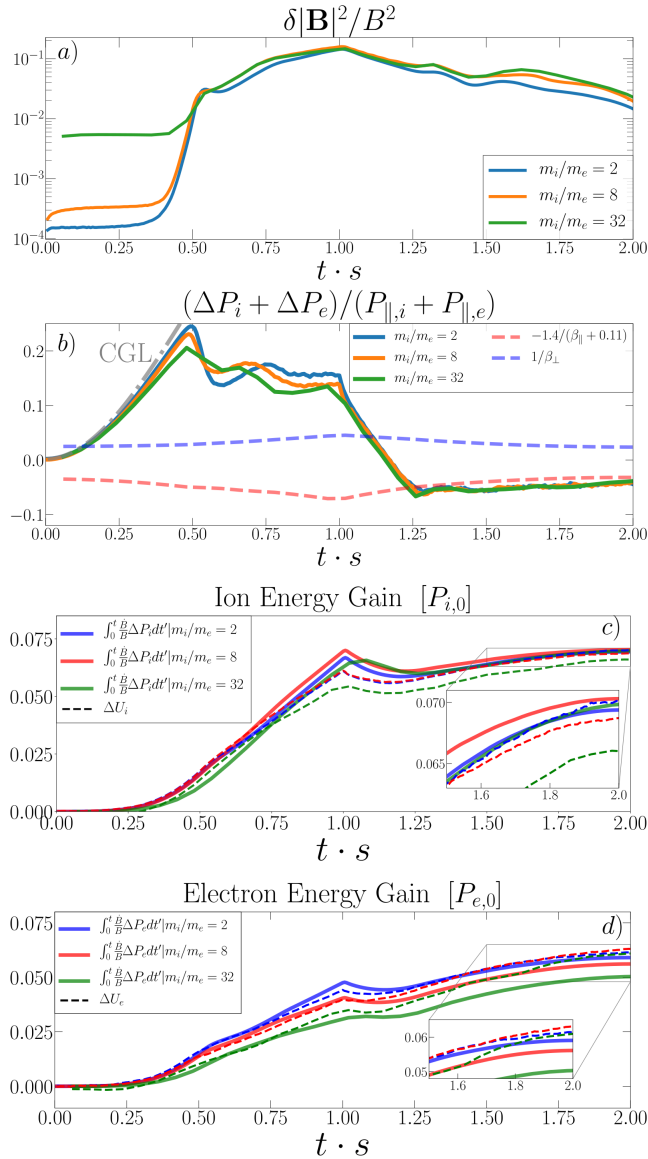 δ|𝐁|²/B²
a)
10⁻¹
10⁻²
10⁻³
10⁻⁴
m_i/m_e = 2
m_i/m_e = 8
m_i/m_e = 32
0.00 0.25 0.50 0.75 1.00 1.25 1.50 1.75 2.00
t · s
(ΔP_i + ΔP_e)/(P_{∥,i} + P_{∥,e})
b)
CGL
0.2
0.1
0.0
−0.1
m_i/m_e = 2
m_i/m_e = 8
m_i/m_e = 32
−1.4/(β_∥ + 0.11)
1/β_⊥
0.00 0.25 0.50 0.75 1.00 1.25 1.50 1.75 2.00
t · s
Ion Energy Gain [P_{i,0}]
c)
0.075
0.050
0.025
0.000
∫₀ᵗ Ḃ/B ΔP_i dt′|m_i/m_e = 2
∫₀ᵗ Ḃ/B ΔP_i dt′|m_i/m_e = 8
∫₀ᵗ Ḃ/B ΔP_i dt′|m_i/m_e = 32
ΔU_i
0.070
0.065
1.6 1.8 2.0
0.00 0.25 0.50 0.75 1.00 1.25 1.50 1.75 2.00
t · s
Electron Energy Gain [P_{e,0}]
d)
0.075
0.050
0.025
0.000
∫₀ᵗ Ḃ/B ΔP_e dt′|m_i/m_e = 2
∫₀ᵗ Ḃ/B ΔP_e dt′|m_i/m_e = 8
∫₀ᵗ Ḃ/B ΔP_e dt′|m_i/m_e = 32
ΔU_e
0.06
0.05
1.4 1.6 1.8 2.0
0.00 0.25 0.50 0.75 1.00 1.25 1.50 1.75 2.00
t · s